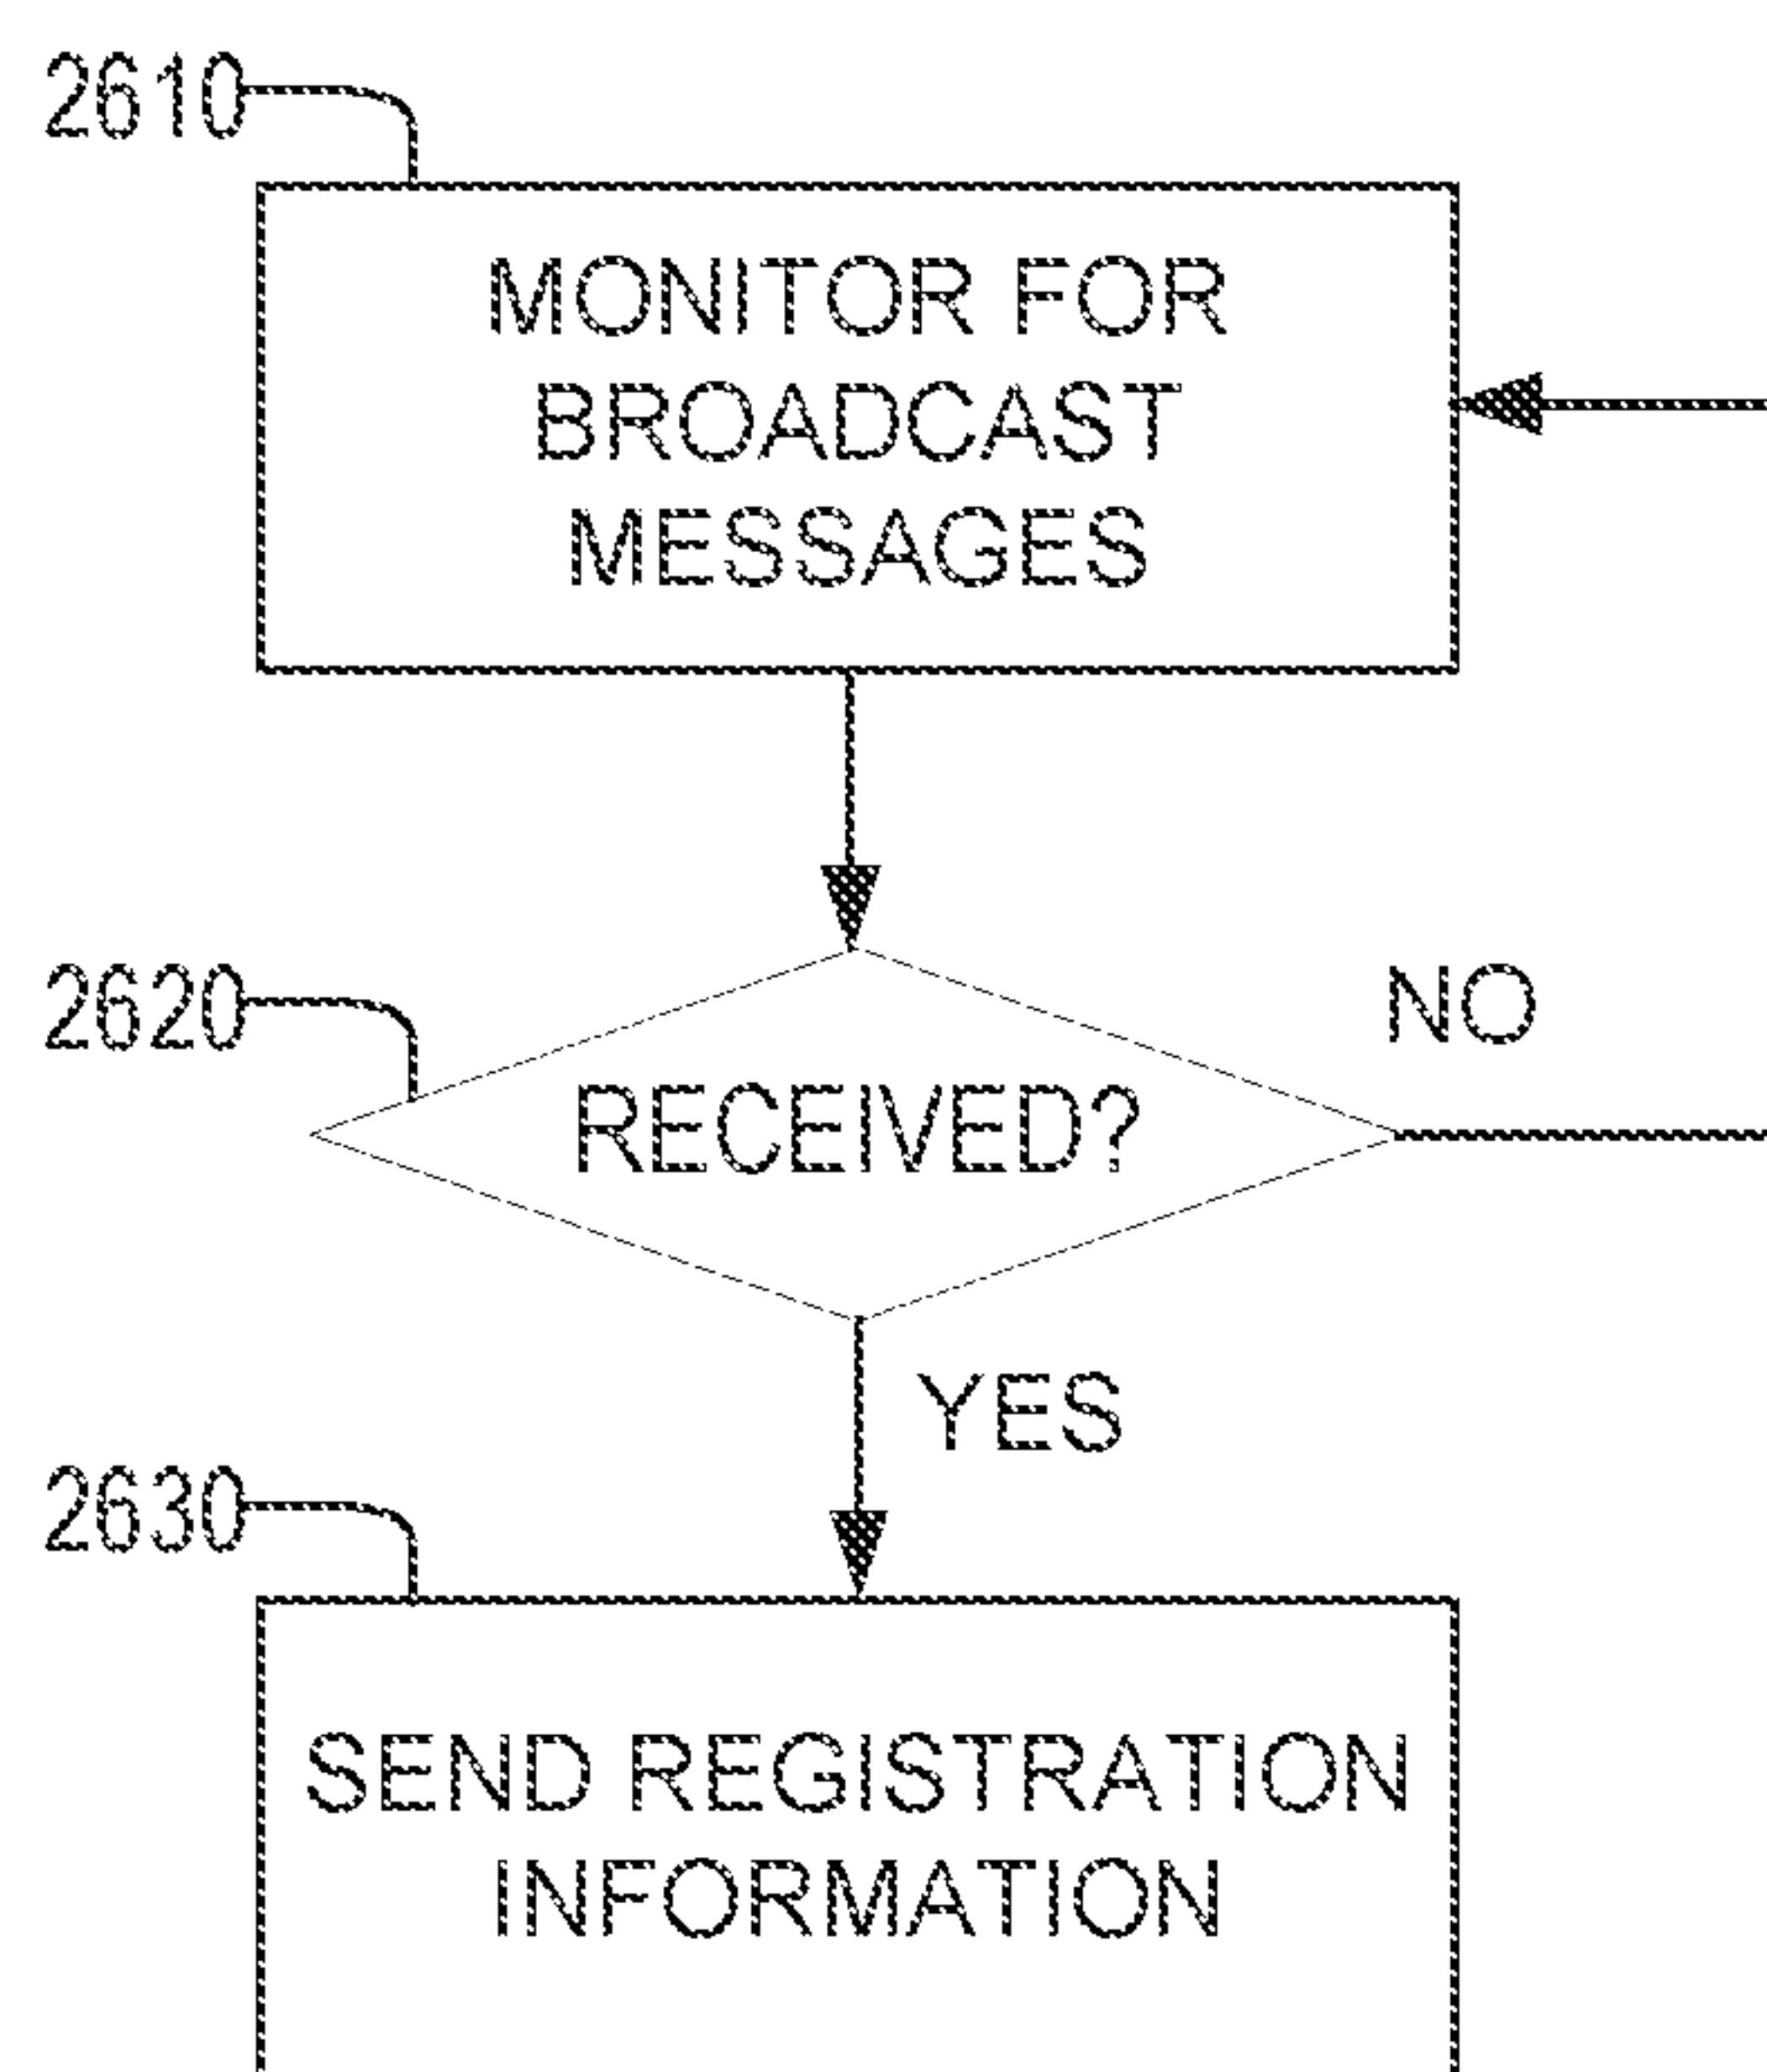 2610
MONITOR FOR
BROADCAST
MESSAGES
2620
NO
RECEIVED?
YES
2630
SEND REGISTRATION
INFORMATION